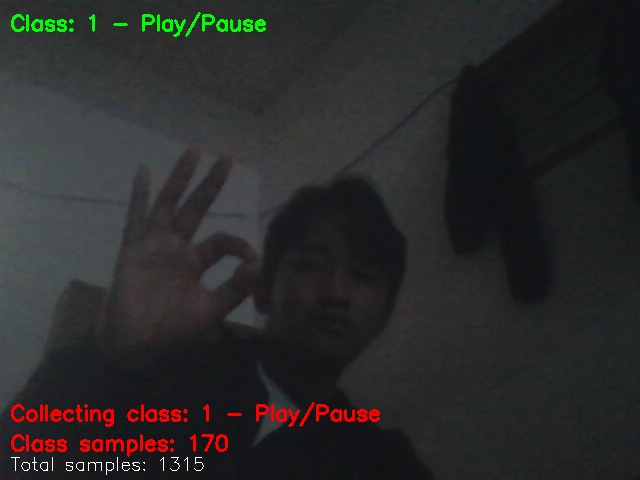 Class: 1 - Play/Pause
Collecting class: 1 - Play/Pause
Class samples: 170
Total samples: 1315